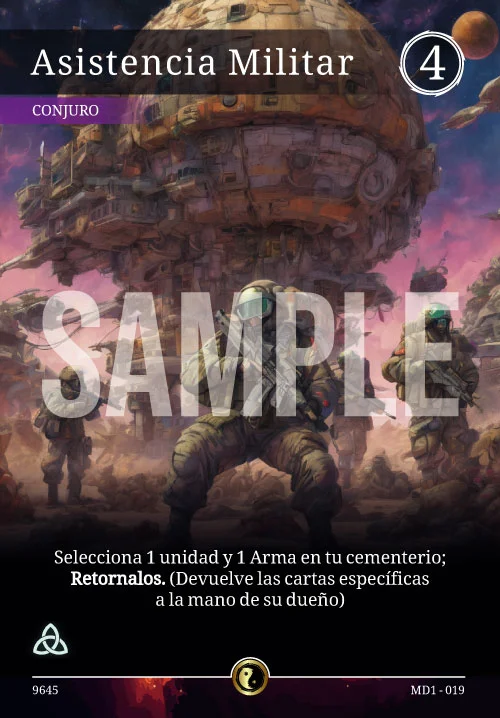 Asistencia Militar
4
CONJURO
SAMPLE
Selecciona 1 unidad y 1 Arma en tu cementerio;
Retornalos. (Devuelve las cartas específicas
a la mano de su dueño)
9645
MD1 - 019